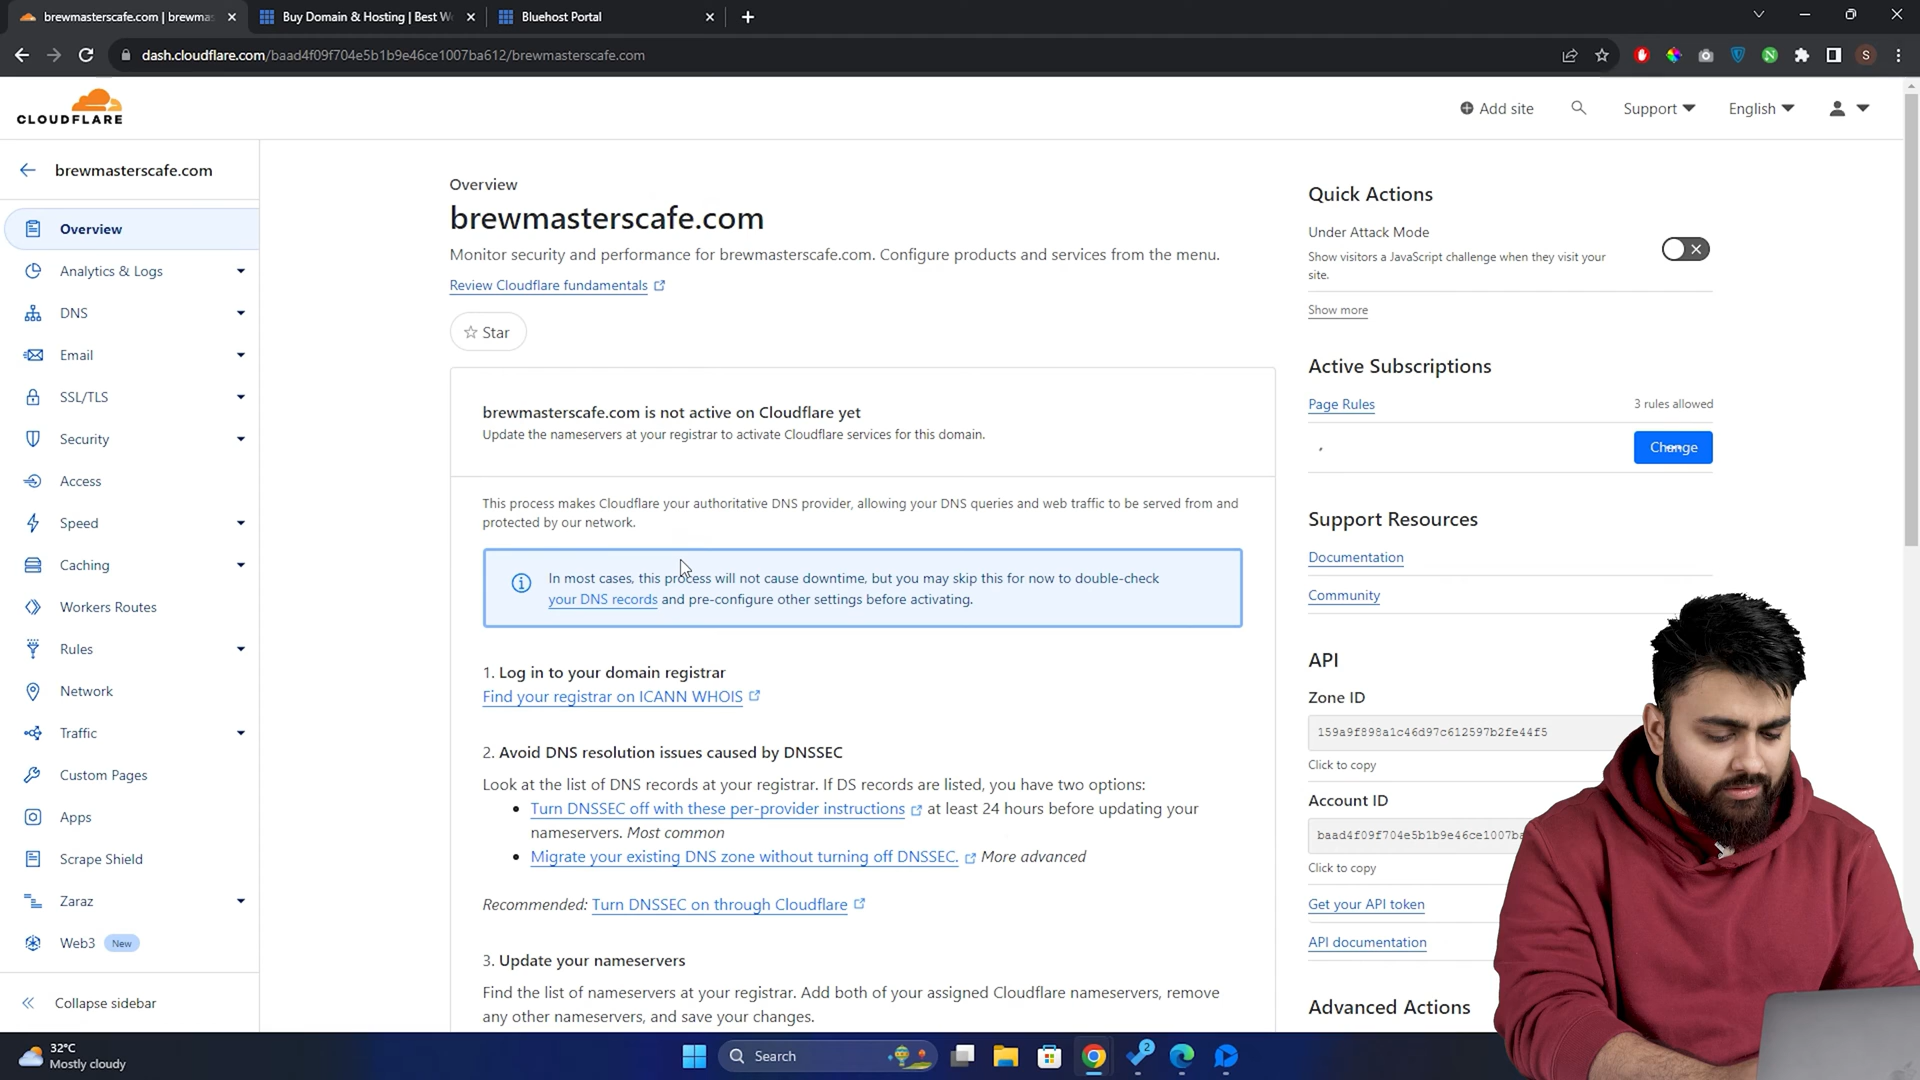 brewmasterscafe.com | brewmas
Buy Domain & Hosting | Best W
Bluehost Portal
dash.cloudflare.com/baad4f09f704e5b1b9e46ce1007ba612/brewmasterscafe.com
S
CLOUDFLARE
Add site
Support
English
brewmasterscafe.com
Overview
Analytics & Logs
DNS
Email
SSL/TLS
Security
Access
Speed
Caching
Workers Routes
Rules
Network
Traffic
Custom Pages
Apps
Scrape Shield
Zaraz
Web3 New
Collapse sidebar
Overview
brewmasterscafe.com
Monitor security and performance for brewmasterscafe.com. Configure products and services from the menu.
Review Cloudflare fundamentals
Star
brewmasterscafe.com is not active on Cloudflare yet
Update the nameservers at your registrar to activate Cloudflare services for this domain.
This process makes Cloudflare your authoritative DNS provider, allowing your DNS queries and web traffic to be served from and
protected by our network.
In most cases, this process will not cause downtime, but you may skip this for now to double-check
your DNS records and pre-configure other settings before activating.
1. Log in to your domain registrar
Find your registrar on ICANN WHOIS
2. Avoid DNS resolution issues caused by DNSSEC
Look at the list of DNS records at your registrar. If DS records are listed, you have two options:
• Turn DNSSEC off with these per-provider instructions at least 24 hours before updating your
nameservers. Most common
• Migrate your existing DNS zone without turning off DNSSEC. More advanced
Recommended: Turn DNSSEC on through Cloudflare
3. Update your nameservers
Find the list of nameservers at your registrar. Add both of your assigned Cloudflare nameservers, remove
any other nameservers, and save your changes.
Quick Actions
Under Attack Mode
Show visitors a JavaScript challenge when they visit your
site.
Show more
Active Subscriptions
Page Rules
3 rules allowed
Change
Support Resources
Documentation
Community
API
Zone ID
159a9f898a1c46d97c612597b2fe44f5
Click to copy
Account ID
baad4f09f704e5b1b9e46ce1007ba
Click to copy
Get your API token
API documentation
Advanced Actions
32°C
Mostly cloudy
Search
2